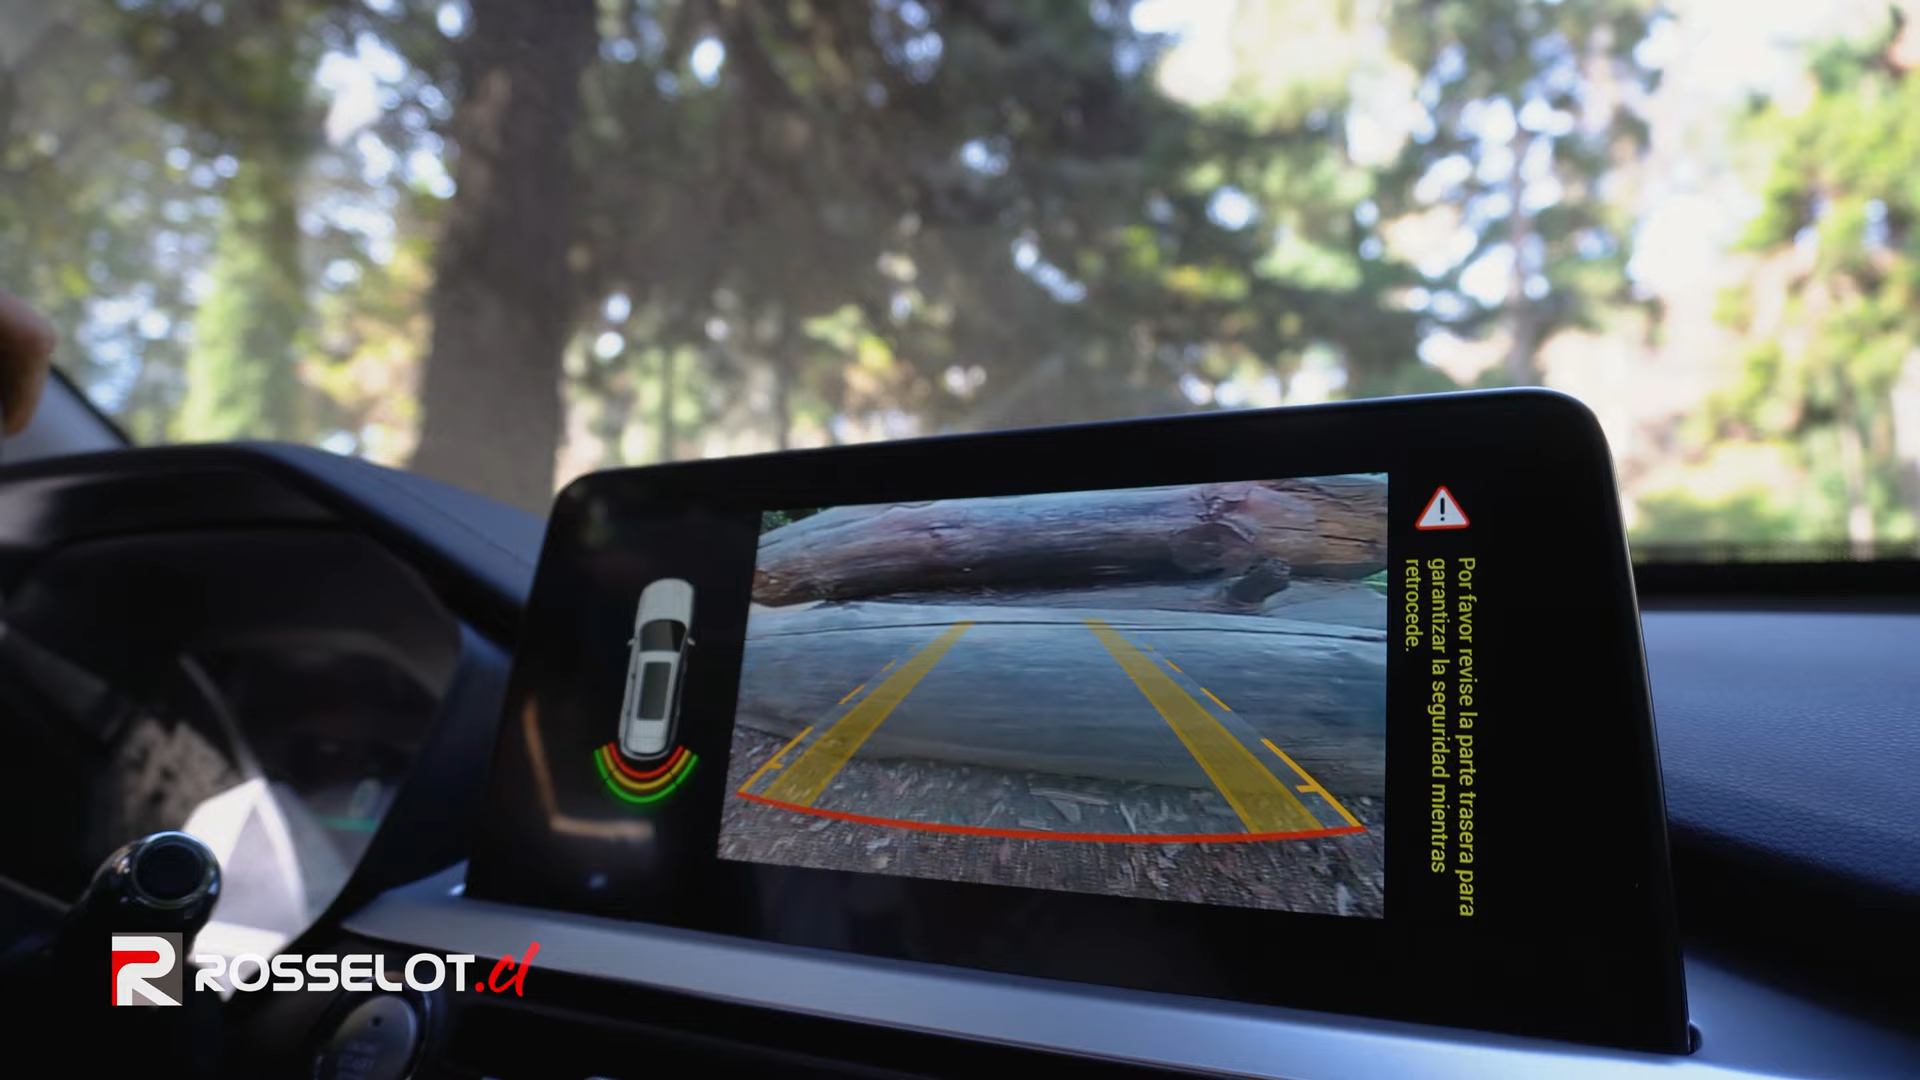 Por favor revise la parte trasera para
garantizar la seguridad mientras
retrocede.
ROSSELOT.cl